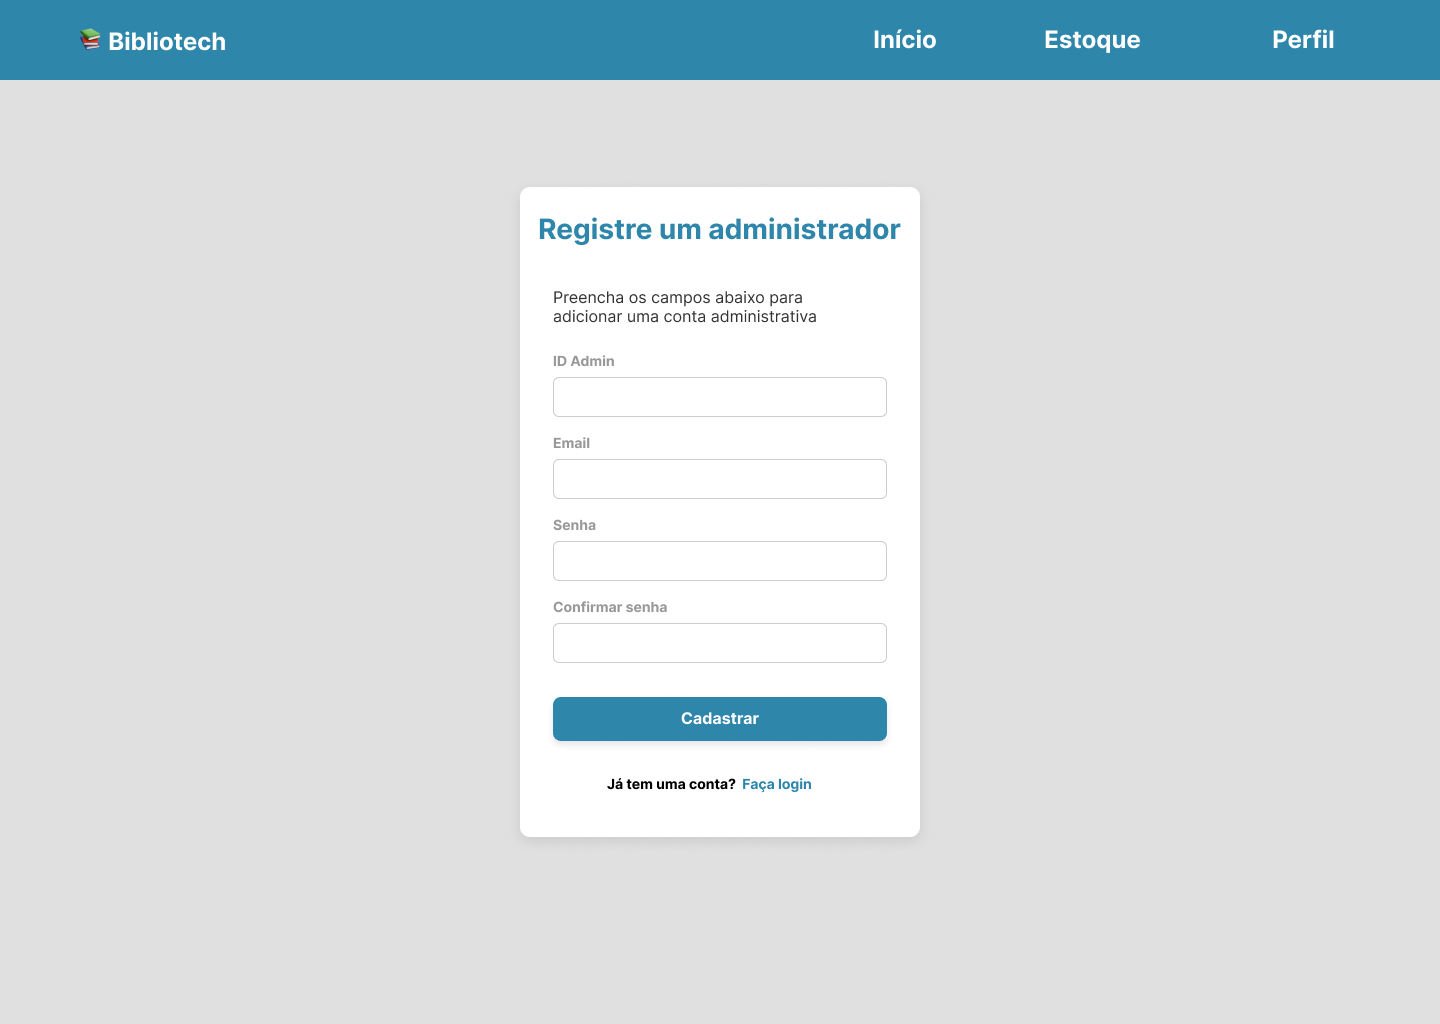 Bibliotech
Início
Estoque
Perfil
Registre um administrador
Preencha os campos abaixo para
adicionar uma conta administrativa
ID Admin
Email
Senha
Confirmar senha
Cadastrar
Já tem uma conta? Faça login